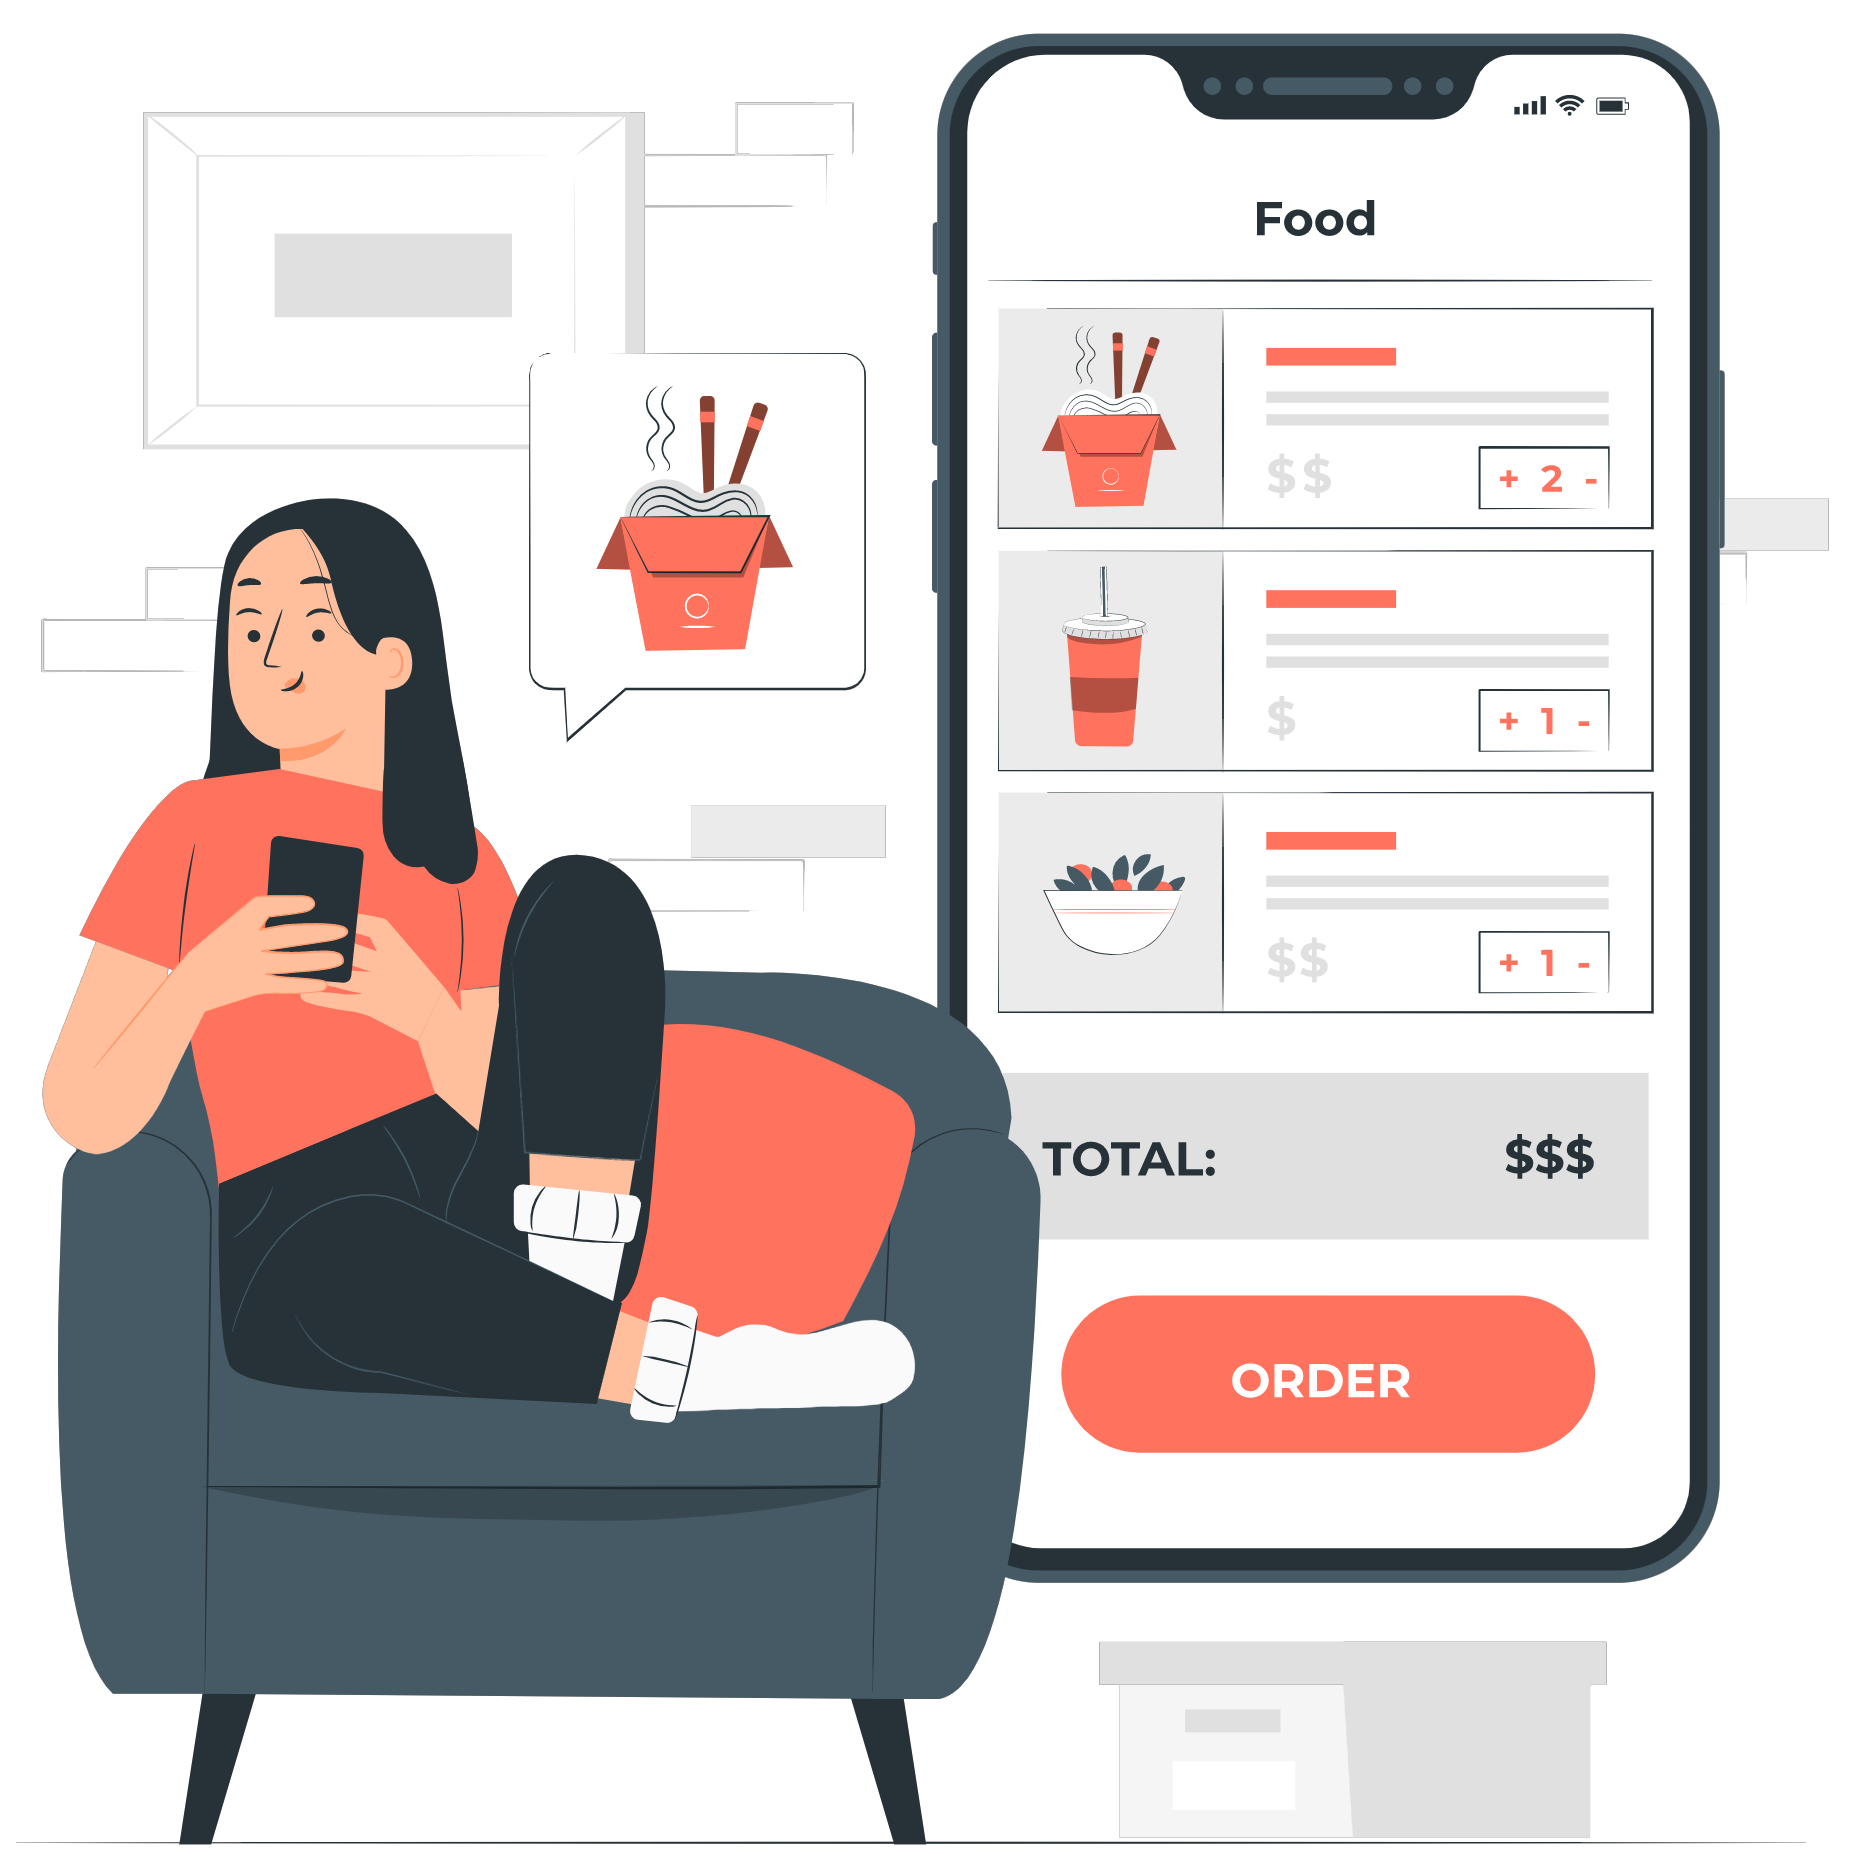 Food
$$ + 2 -
$ + 1 -
$$ + 1 -
TOTAL: $$$
ORDER